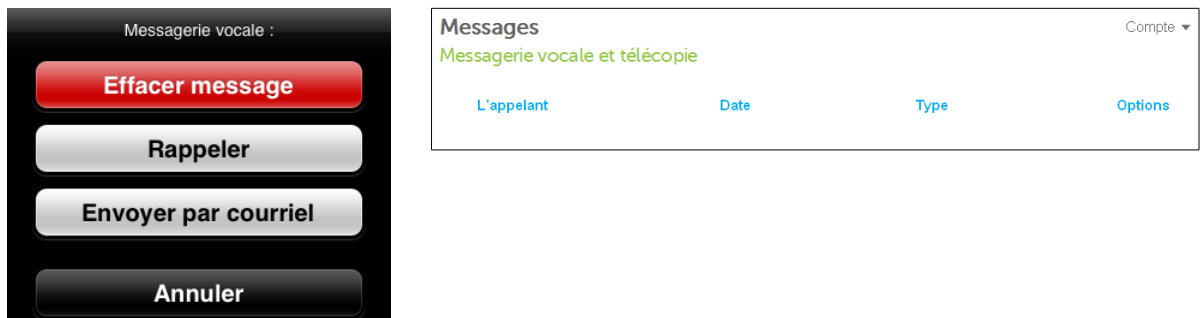 Messagerie vocale :
Effacer message
Rappeler
Envoyer par courriel
Annuler
Messages
Compte
Messagerie vocale et télécopie
L'appelant Date Type Options